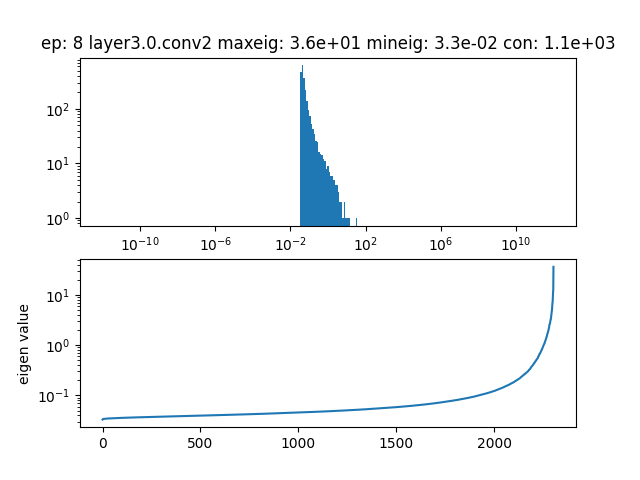 ep: 8 layer3.0.conv2 maxeig: 3.6e+01 mineig: 3.3e-02 con: 1.1e+03
10²
10¹
10⁰
10⁻¹⁰ 10⁻⁶ 10⁻² 10² 10⁶ 10¹⁰
eigen value
10¹
10⁰
10⁻¹
0 500 1000 1500 2000